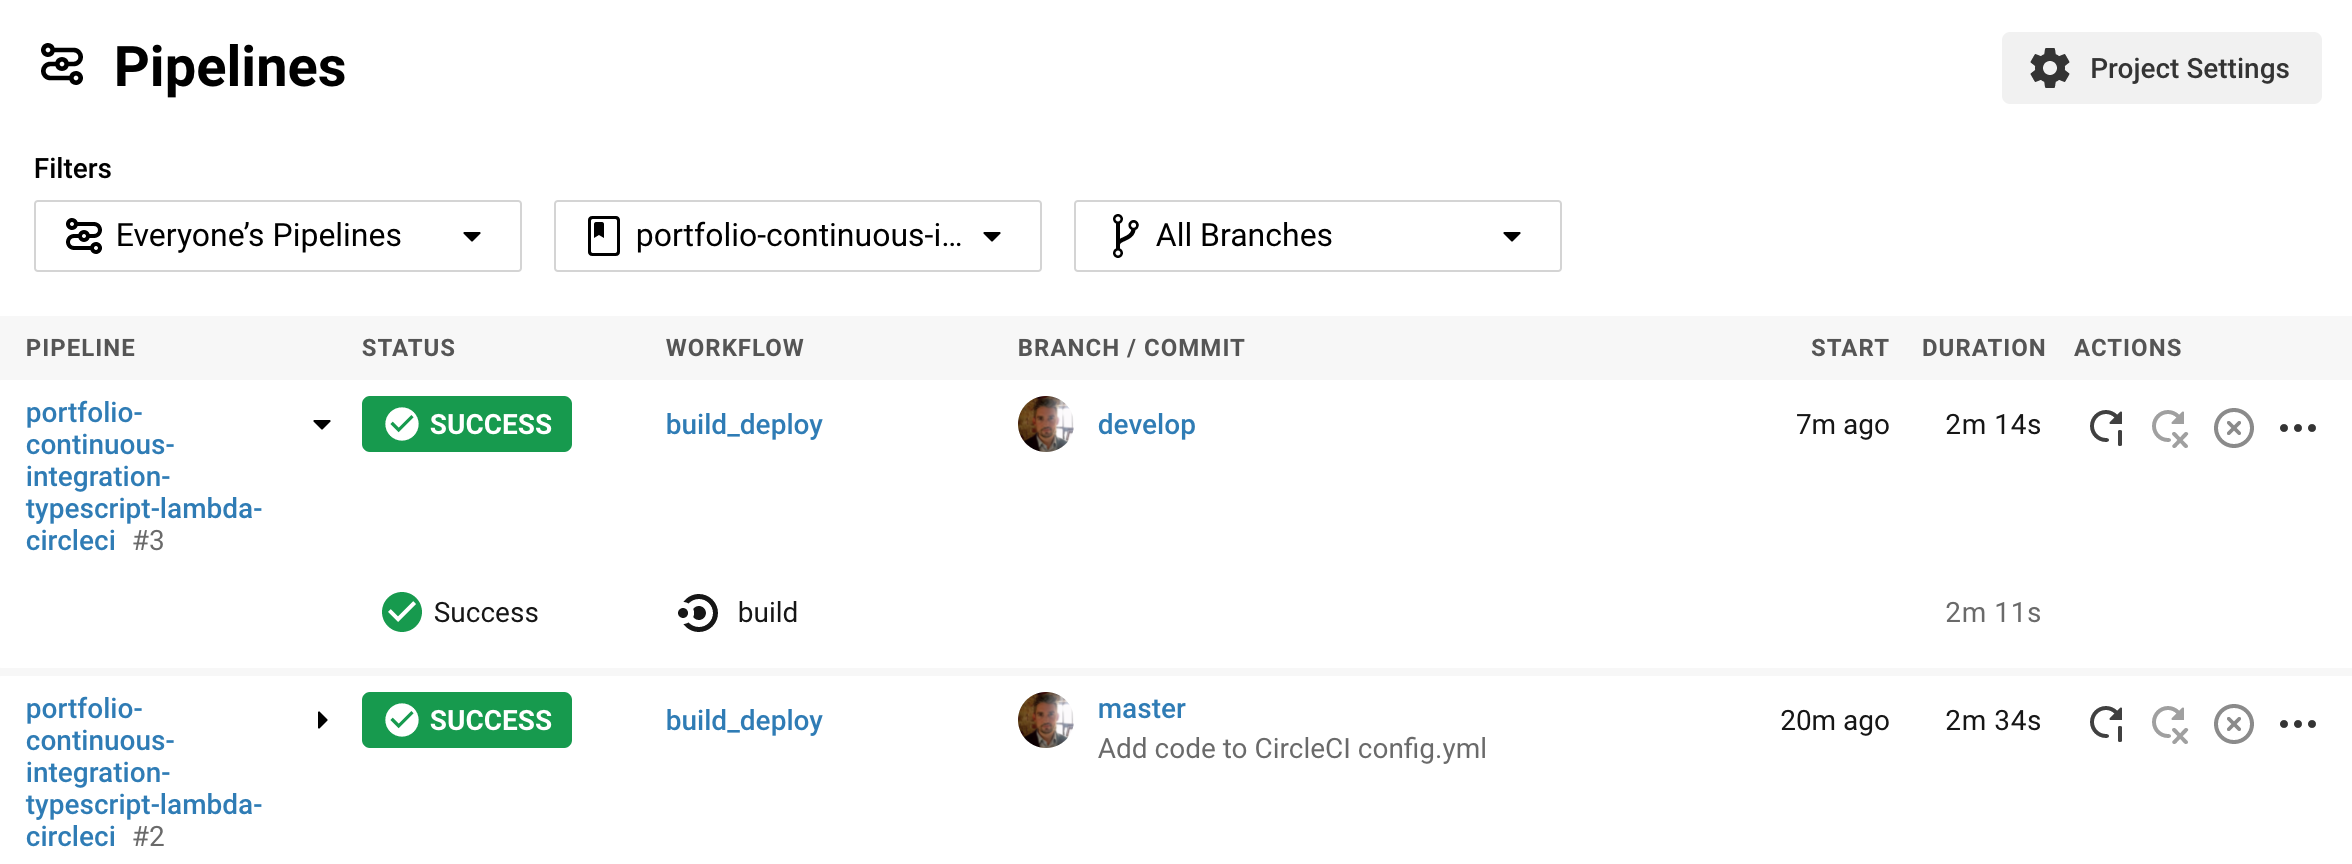 Pipelines
Project Settings
Filters
Everyone’s Pipelines
portfolio-continuous-i...
All Branches
PIPELINE STATUS WORKFLOW BRANCH / COMMIT START DURATION ACTIONS
portfolio-
continuous-
integration-
typescript-lambda-
circleci #3
SUCCESS
build_deploy
develop
7m ago
2m 14s
Success
build
2m 11s
portfolio-
continuous-
integration-
typescript-lambda-
circleci #2
SUCCESS
build_deploy
master
Add code to CircleCI config.yml
20m ago
2m 34s